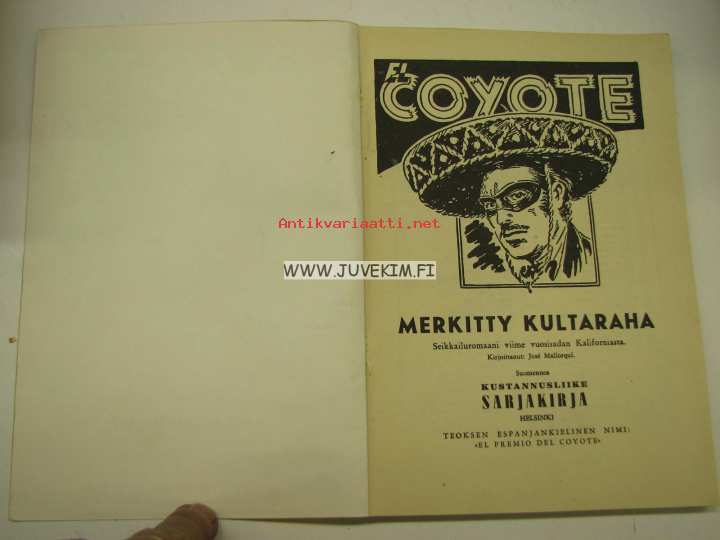 EL
COYOTE
Antikvariaatti.net
WWW.JUVEKIM.FI
MERKITTY KULTARAHA
Seikkailuromaani viime vuosisadan Kaliforniasta.
Kirjoittanut: José Mallorquí.
Suomennos
KUSTANNUSLIIKE
SARJAKIRJA
HELSINKI
TEOKSEN ESPANJANKIELINEN NIMI:
«EL PREMIO DEL COYOTE»